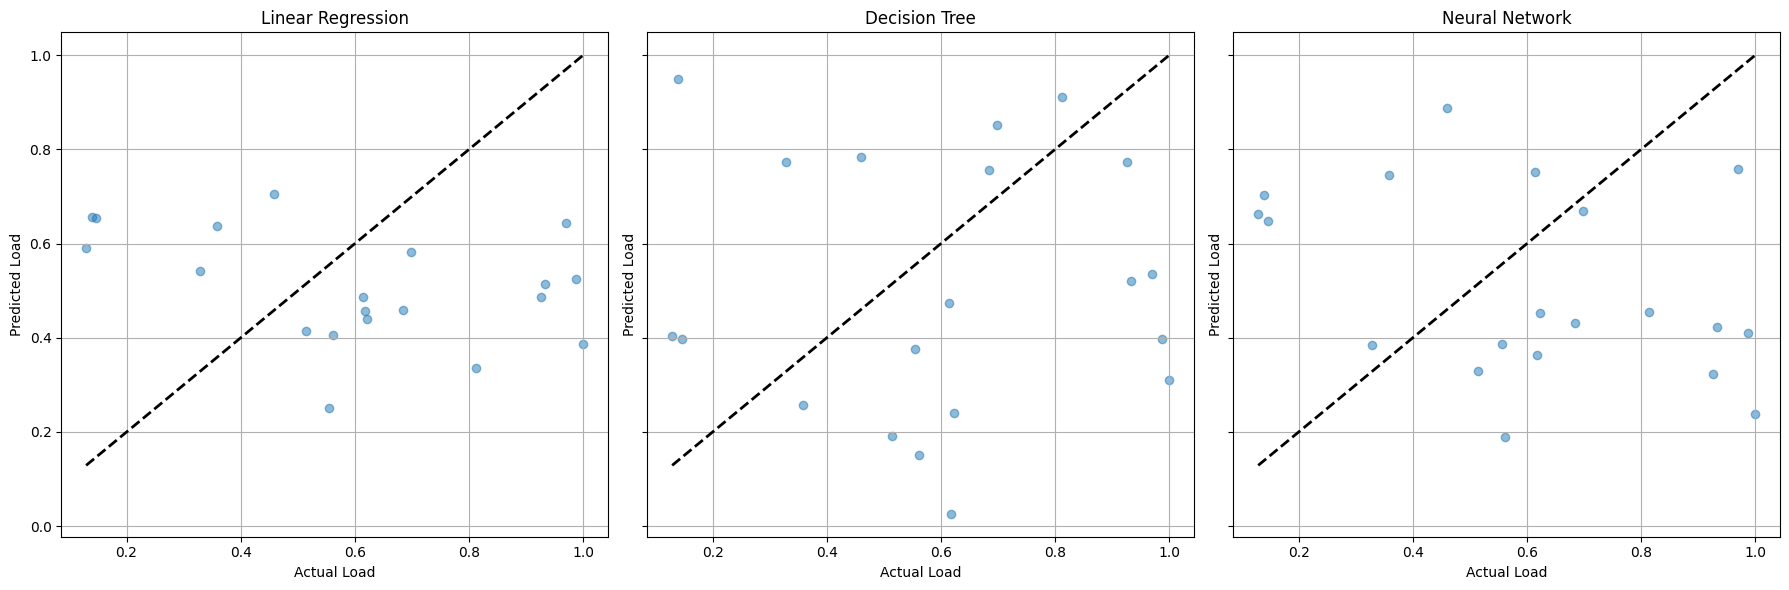 Linear Regression
Decision Tree
Neural Network
Predicted Load
1.0
0.8
0.6
0.4
0.2
0.0
0.2 0.4 0.6 0.8 1.0
Actual Load
Predicted Load
0.2 0.4 0.6 0.8 1.0
Actual Load
Predicted Load
0.2 0.4 0.6 0.8 1.0
Actual Load